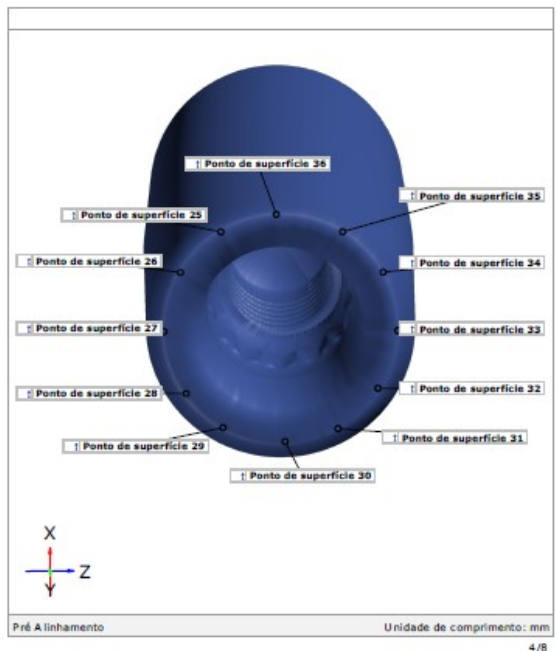 Ponto de superfície 36
Ponto de superfície 35
Ponto de superfície 25
Ponto de superfície 26
Ponto de superfície 34
Ponto de superfície 27
Ponto de superfície 33
Ponto de superfície 28
Ponto de superfície 32
Ponto de superfície 29
Ponto de superfície 31
Ponto de superfície 30
X
Z
Y
Pré Alinhamento
Unidade de comprimento: mm
4/8